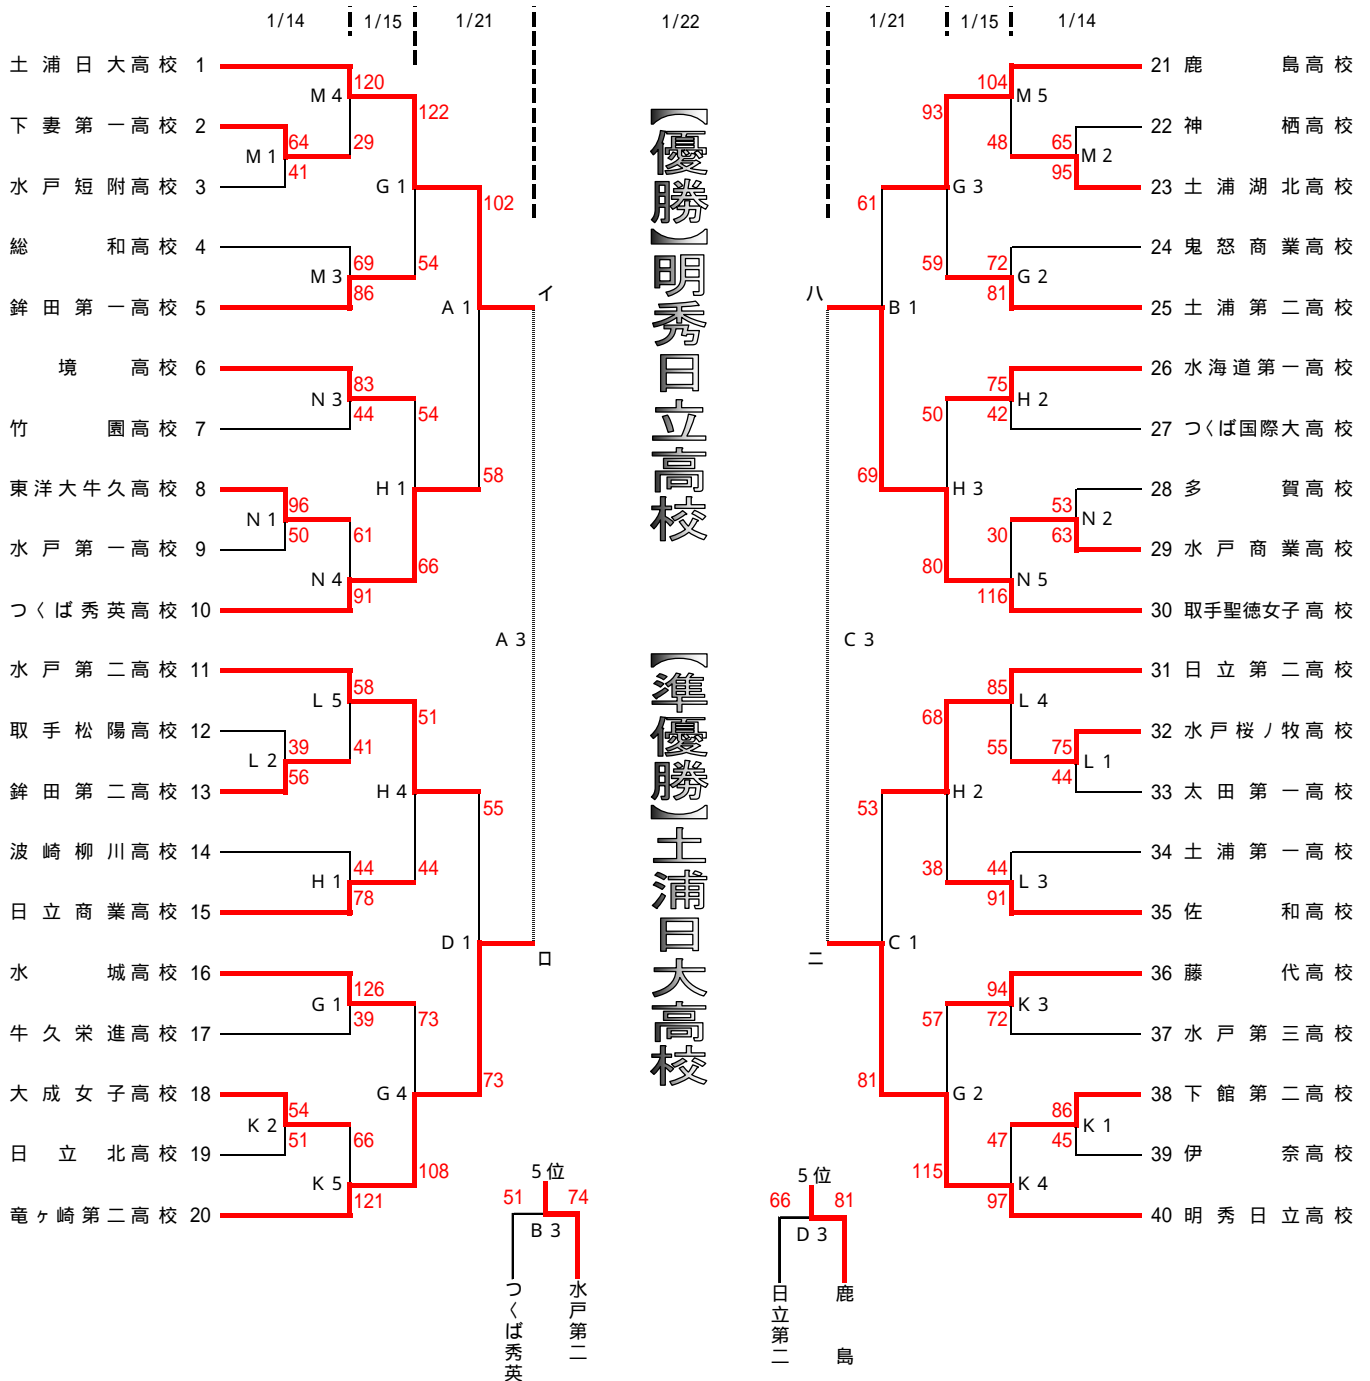 1/14 1/15 1/21 1/22 1/21 1/15 1/14
【優勝】明秀日立高校
【準優勝】土浦日大高校
土浦日大高校 1
下妻第一高校 2
水戸短附高校 3
総和高校 4
鉾田第一高校 5
境高校 6
竹園高校 7
東洋大牛久高校 8
水戸第一高校 9
つくば秀英高校 10
水戸第二高校 11
取手松陽高校 12
鉾田第二高校 13
波崎柳川高校 14
日立商業高校 15
水城高校 16
牛久栄進高校 17
大成女子高校 18
日立北高校 19
竜ヶ崎第二高校 20
M4 120 29
M1 64 41
G1 122 54
M3 69 86
A1 102 58
イ
N3 83 44
H1 54 66
N1 96 50
N4 61 91
A3
L5 58 41
L2 39 56
H4 51 44
H1 44 78
D1 55 73
ロ
G1 126 39
G4 73 108
K2 54 51
K5 66 121
21 鹿島高校
22 神栖高校
23 土浦湖北高校
24 鬼怒商業高校
25 土浦第二高校
26 水海道第一高校
27 つくば国際大高校
28 多賀高校
29 水戸商業高校
30 取手聖徳女子高校
31 日立第二高校
32 水戸桜ノ牧高校
33 太田第一高校
34 土浦第一高校
35 佐和高校
36 藤代高校
37 水戸第三高校
38 下館第二高校
39 伊奈高校
40 明秀日立高校
104 48 M5
65 95 M2
93 59 G3
72 81 G2
61 69 B1
ハ
75 42 H2
50 80 H3
53 63 N2
30 116 N5
C3
85 55 L4
75 44 L1
68 38 H2
44 91 L3
53 81 C1
ニ
94 72 K3
57 115 G2
86 45 K1
47 97 K4
5位
51 74
B3
つくば秀英
水戸第二
5位
66 81
D3
日立第二
鹿島